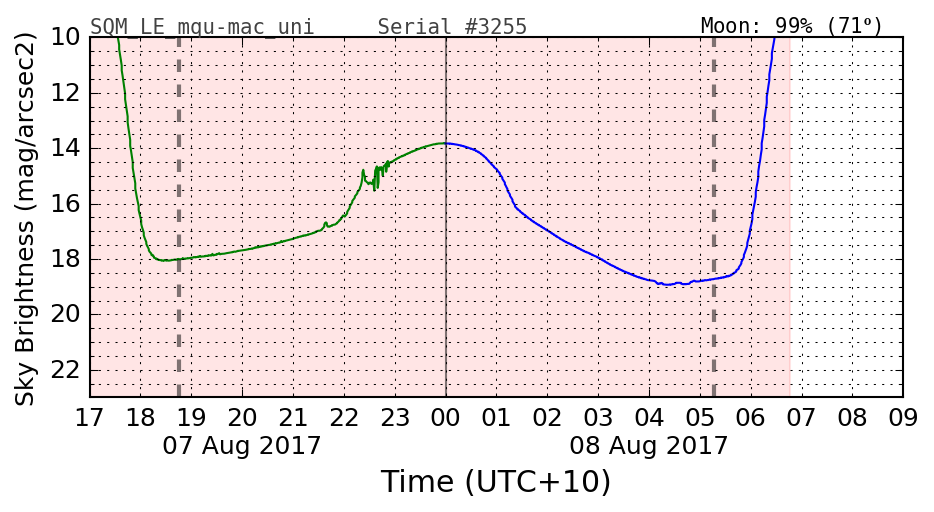 SQM_LE_mqu-mac_uni Serial #3255 Moon: 99% (71°)
Sky Brightness (mag/arcsec2)
10
12
14
16
18
20
22
17 18 19 20 21 22 23 00 01 02 03 04 05 06 07 08 09
07 Aug 2017 08 Aug 2017
Time (UTC+10)